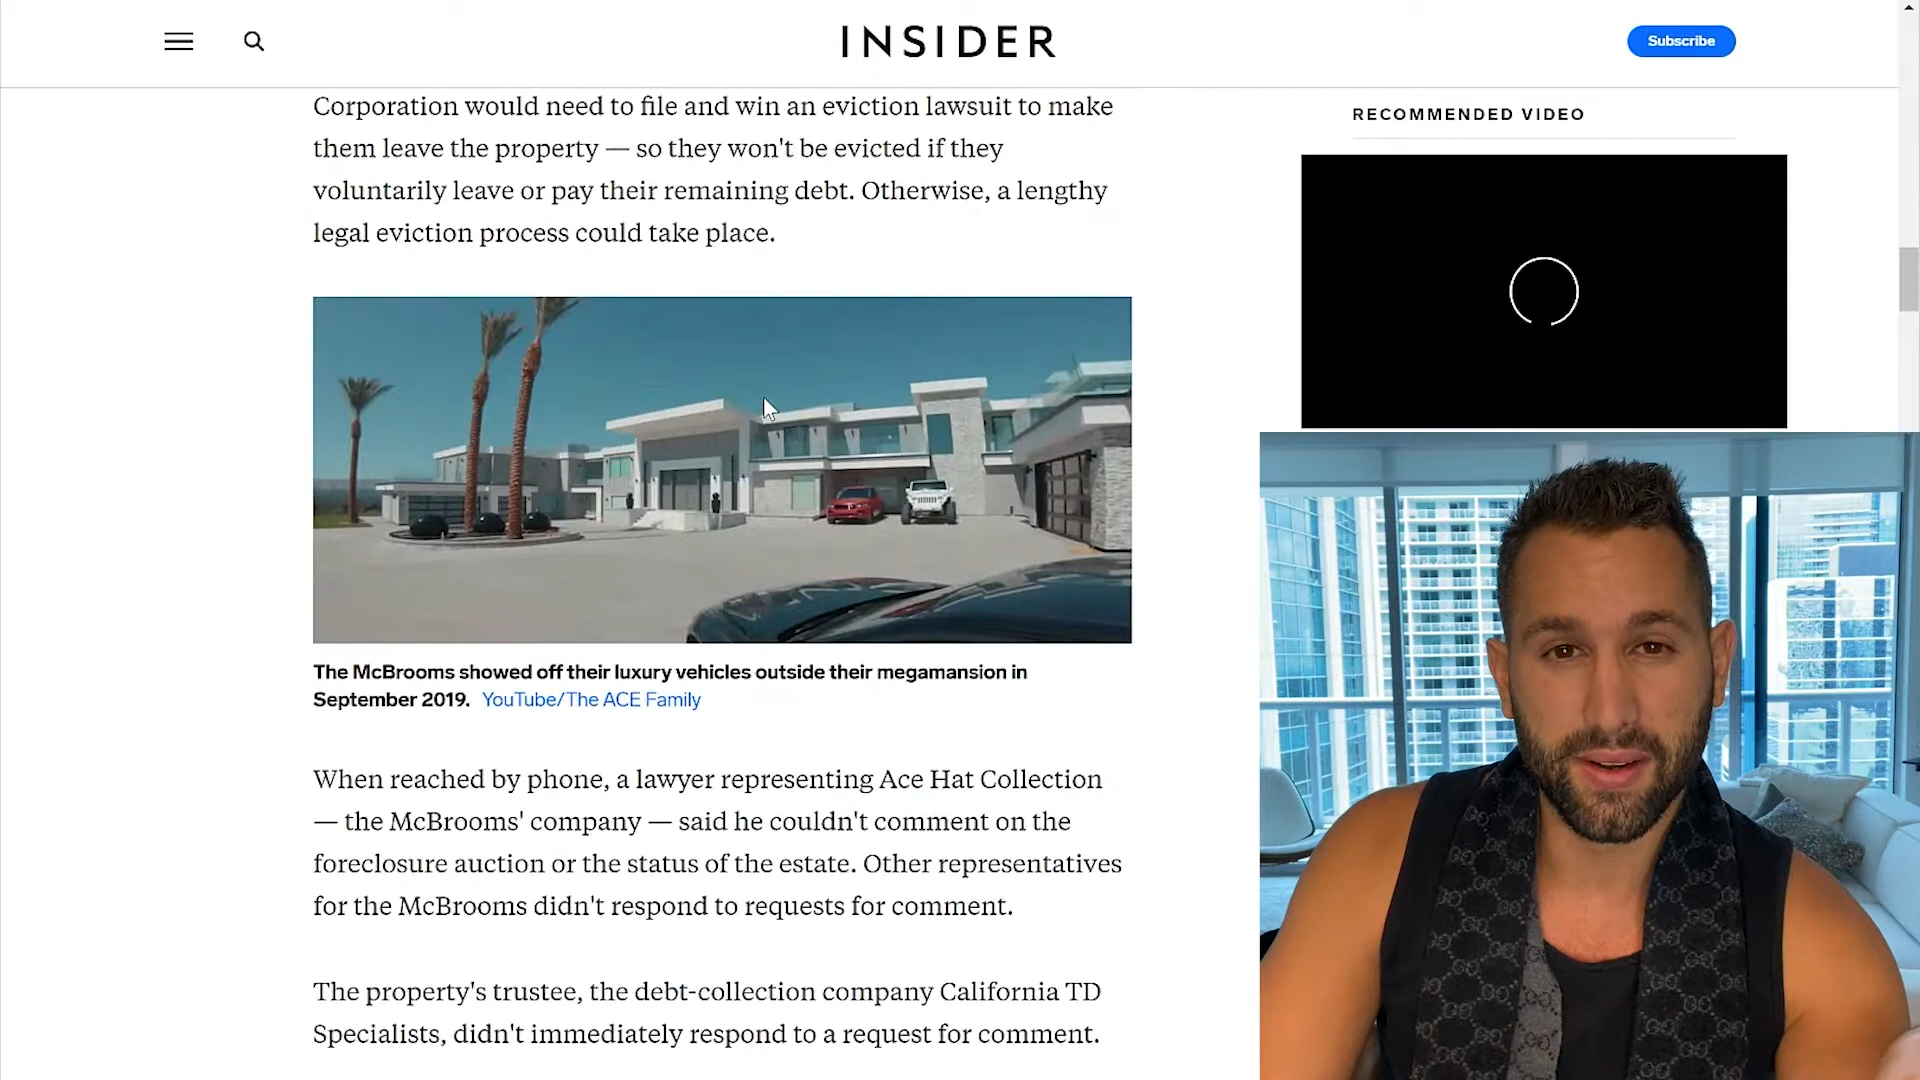 INSIDER
Subscribe
Corporation would need to file and win an eviction lawsuit to make
them leave the property — so they won't be evicted if they
voluntarily leave or pay their remaining debt. Otherwise, a lengthy
legal eviction process could take place.
The McBrooms showed off their luxury vehicles outside their megamansion in
September 2019. YouTube/The ACE Family
When reached by phone, a lawyer representing Ace Hat Collection
— the McBrooms' company — said he couldn't comment on the
foreclosure auction or the status of the estate. Other representatives
for the McBrooms didn't respond to requests for comment.
The property's trustee, the debt-collection company California TD
Specialists, didn't immediately respond to a request for comment.
RECOMMENDED VIDEO